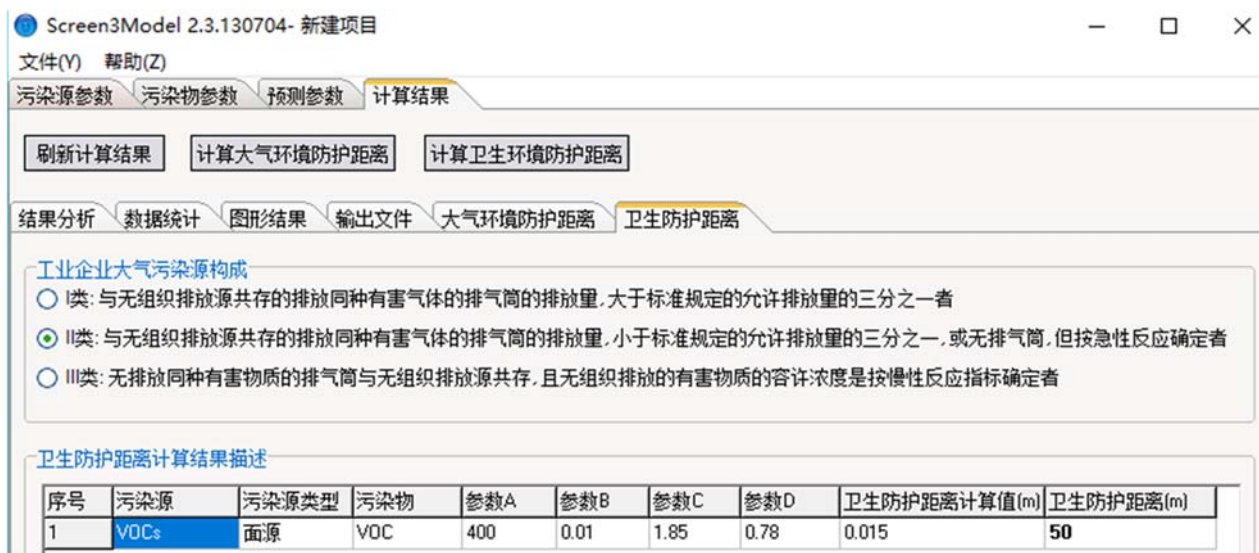 Screen3Model 2.3.130704- 新建项目
文件(Y) 帮助(Z)
污染源参数 污染物参数 预测参数 计算结果
刷新计算结果 计算大气环境防护距离 计算卫生环境防护距离
结果分析 数据统计 图形结果 输出文件 大气环境防护距离 卫生防护距离
工业企业大气污染源构成
I类:与无组织排放源共存的排放同种有害气体的排气筒的排放量,大于标准规定的允许排放量的三分之一者
II类:与无组织排放源共存的排放同种有害气体的排气筒的排放量,小于标准规定的允许排放量的三分之一,或无排气筒,但按急性反应确定者
III类:无排放同种有害物质的排气筒与无组织排放源共存,且无组织排放的有害物质的容许浓度是按慢性反应指标确定者
卫生防护距离计算结果描述
序号 污染源 污染源类型 污染物 参数A 参数B 参数C 参数D 卫生防护距离计算值(m) 卫生防护距离(m)
1 VOCs 面源 VOC 400 0.01 1.85 0.78 0.015 50